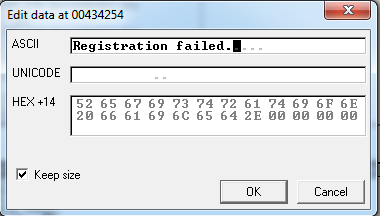 Edit data at 00434254
ASCII
Registration failed.....
UNICODE
..
HEX +14
52 65 67 69 73 74 72 61 74 69 6F 6E
20 66 61 69 6C 65 64 2E 00 00 00 00
Keep size
OK
Cancel